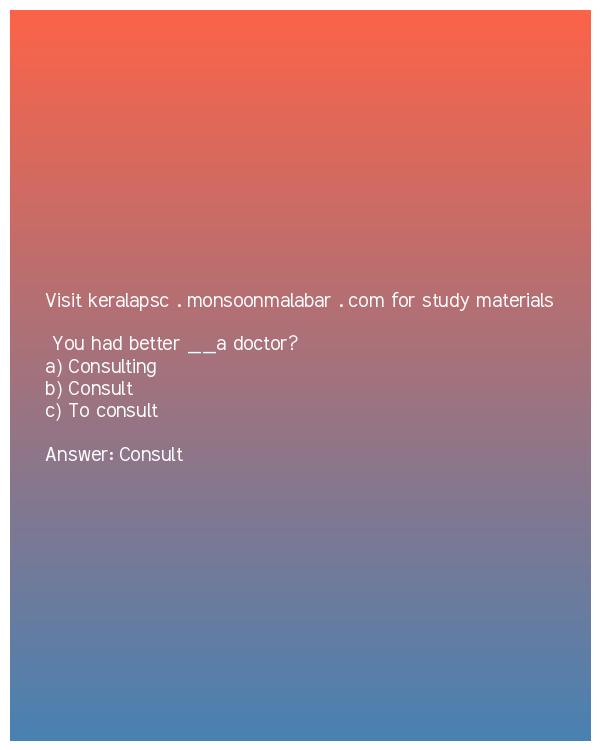 Visit keralapsc . monsoonmalabar . com for study materials
You had better __a doctor?
a) Consulting
b) Consult
c) To consult
Answer: Consult